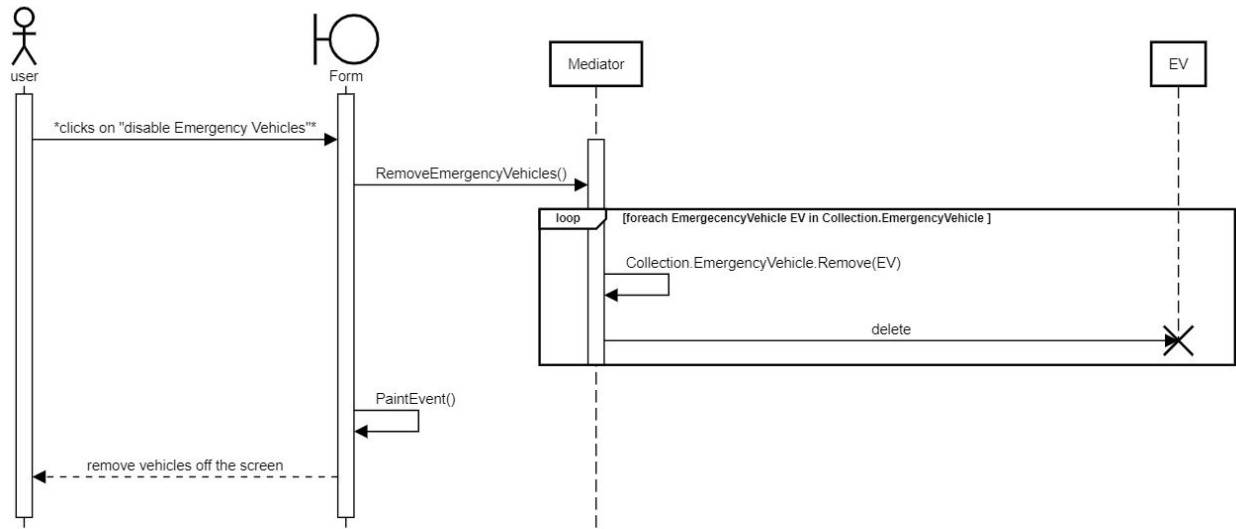 user
Form
Mediator
EV
*clicks on "disable Emergency Vehicles"*
RemoveEmergencyVehicles()
loop
[foreach EmergecencyVehicle EV in Collection.EmergencyVehicle ]
Collection.EmergencyVehicle.Remove(EV)
delete
PaintEvent()
remove vehicles off the screen